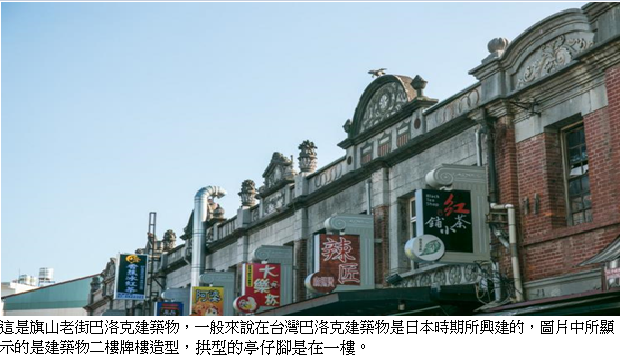 紅茶
小
舖
辣
匠
大
樂
這是旗山老街巴洛克建築物，一般來說在台灣巴洛克建築物是日本時期所興建的，圖片中所顯
示的是建築物二樓牌樓造型，拱型的亭仔腳是在一樓。